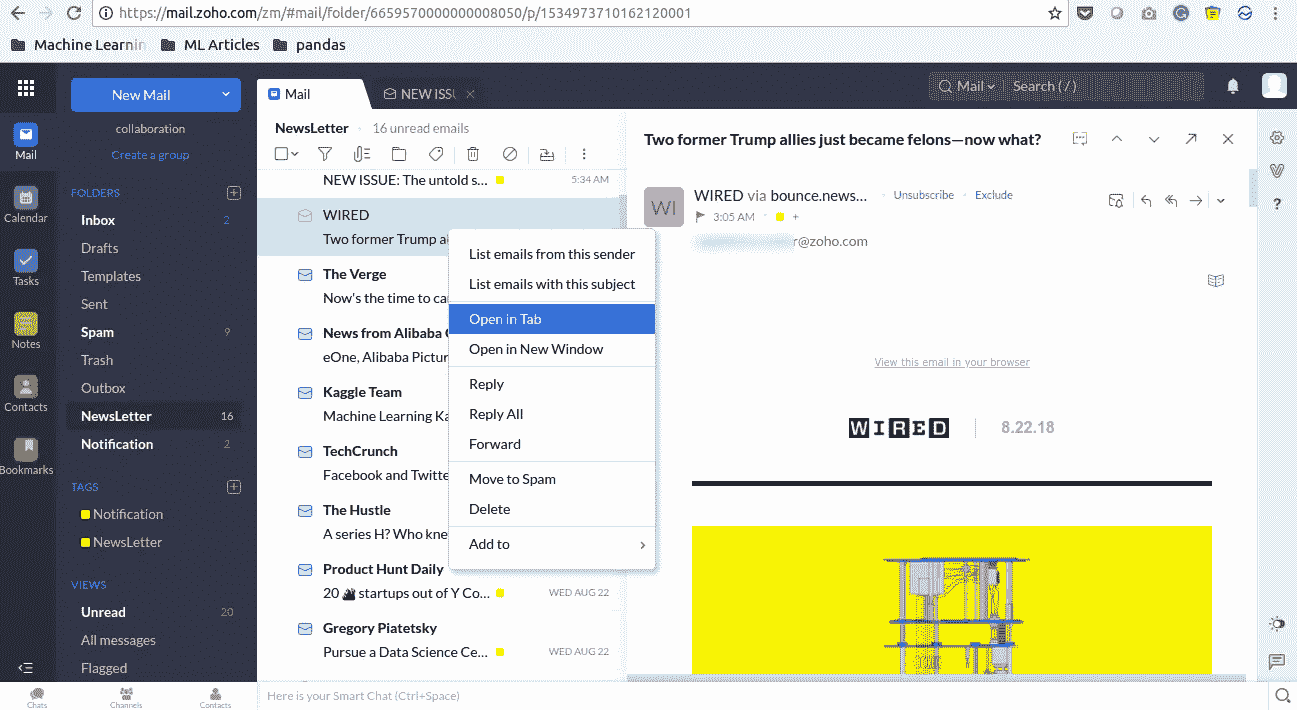 https://mail.zoho.com/zm/#mail/folder/6659570000000008050/p/1534973710162120001
Machine Learnin ML Articles pandas
New Mail
Mail
NEW ISSU
Mail
Search ( / )
Mail
Calendar
Tasks
Notes
Contacts
Bookmarks
collaboration
Create a group
FOLDERS
Inbox 2
Drafts
Templates
Sent
Spam 9
Trash
Outbox
NewsLetter 16
Notification 2
TAGS
Notification
NewsLetter
VIEWS
Unread 20
All messages
Flagged
NewsLetter 16 unread emails
NEW ISSUE: The untold s... 5:34 AM
WIRED
Two former Trump al
The Verge
Now's the time to ca
News from Alibaba C
eOne, Alibaba Pictur
Kaggle Team
Machine Learning Ka
TechCrunch
Facebook and Twitte
The Hustle
A series H? Who kne
Product Hunt Daily
20 startups out of Y Co... WED AUG 22
Gregory Piatetsky
Pursue a Data Science Ce... WED AUG 22
List emails from this sender
List emails with this subject
Open in Tab
Open in New Window
Reply
Reply All
Forward
Move to Spam
Delete
Add to
Two former Trump allies just became felons—now what?
WI
WIRED via bounce.news... Unsubscribe Exclude
3:05 AM +
r@zoho.com
View this email in your browser
WIRED 8.22.18
Chats
Channels
Contacts
Here is your Smart Chat (Ctrl+Space)